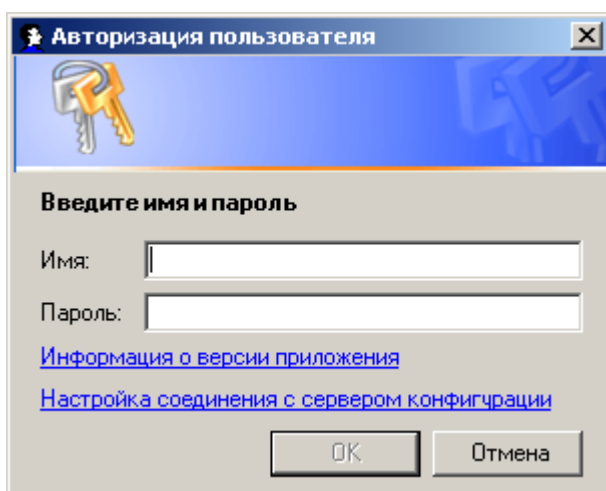 Авторизация пользователя
Введите имя и пароль
Имя:
Пароль:
Информация о версии приложения
Настройка соединения с сервером конфигурации
OK Отмена